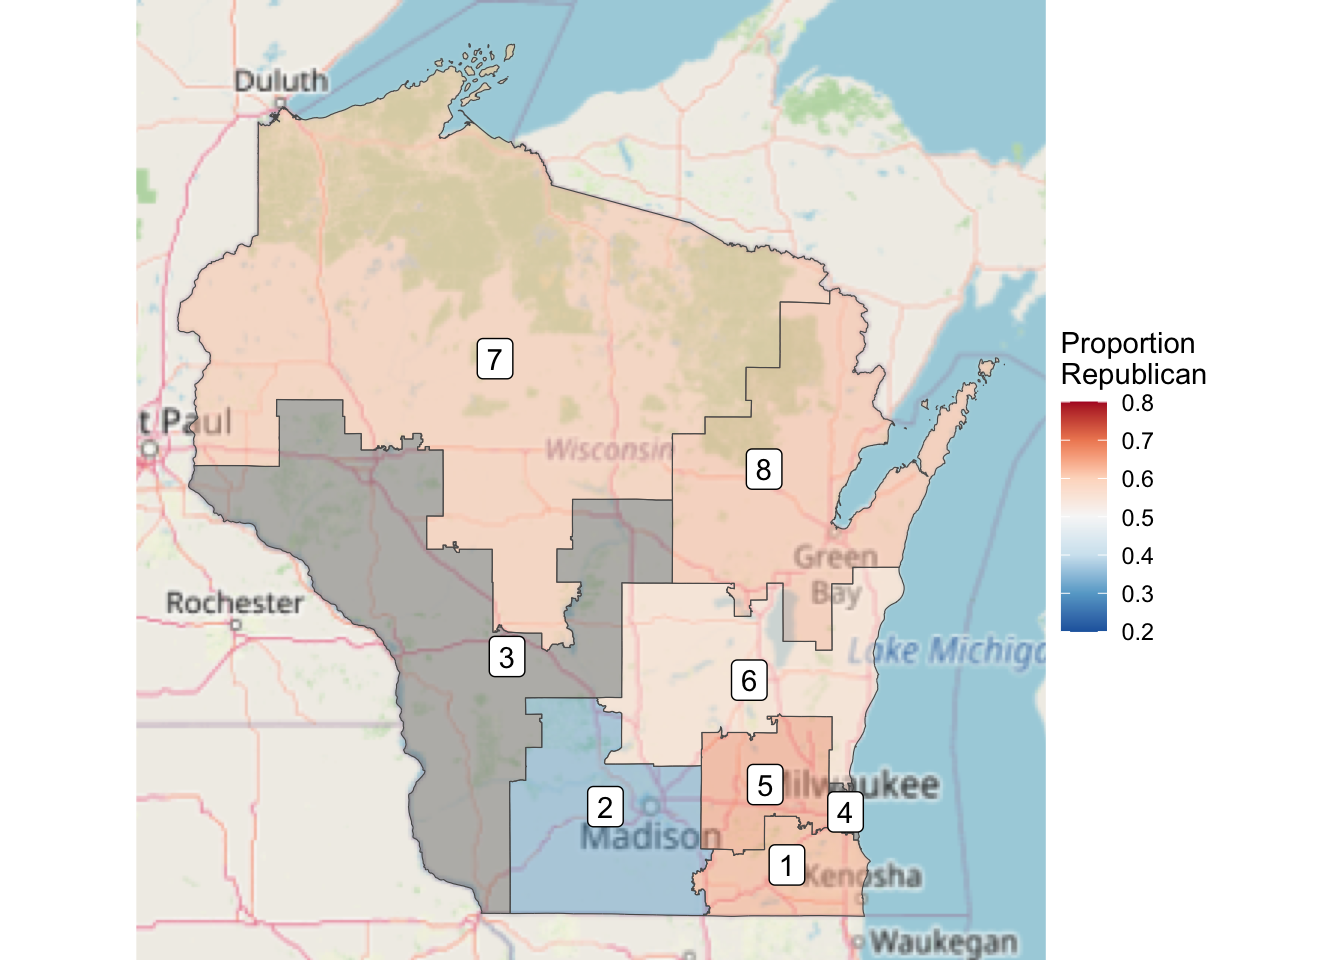 Duluth
7
t Paul
Wisconsin
8
Green
Bay
Rochester
3
6
Lake Michiga
5
Milwaukee
4
2
Madison
1
Kenosha
Waukegan
Proportion
Republican
0.8
0.7
0.6
0.5
0.4
0.3
0.2